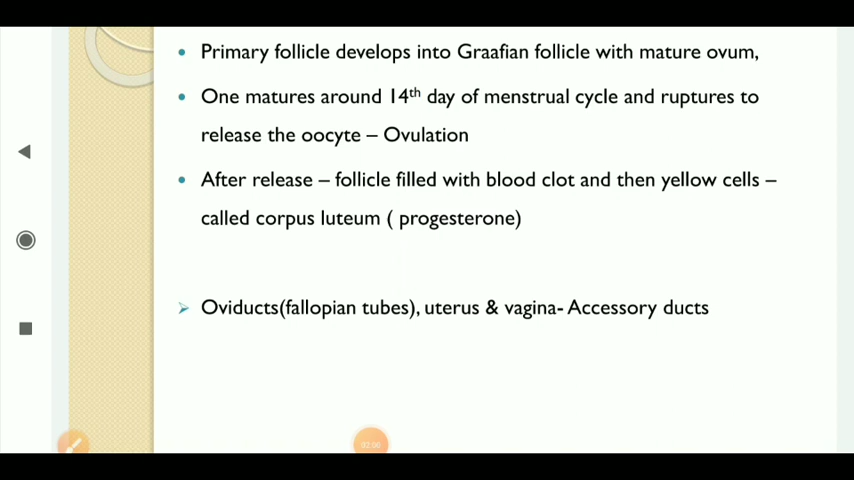 Primary follicle develops into Graafian follicle with mature ovum,
One matures around 14th day of menstrual cycle and ruptures to
release the oocyte – Ovulation
After release – follicle filled with blood clot and then yellow cells –
called corpus luteum ( progesterone)
Oviducts(fallopian tubes), uterus & vagina- Accessory ducts
02:00